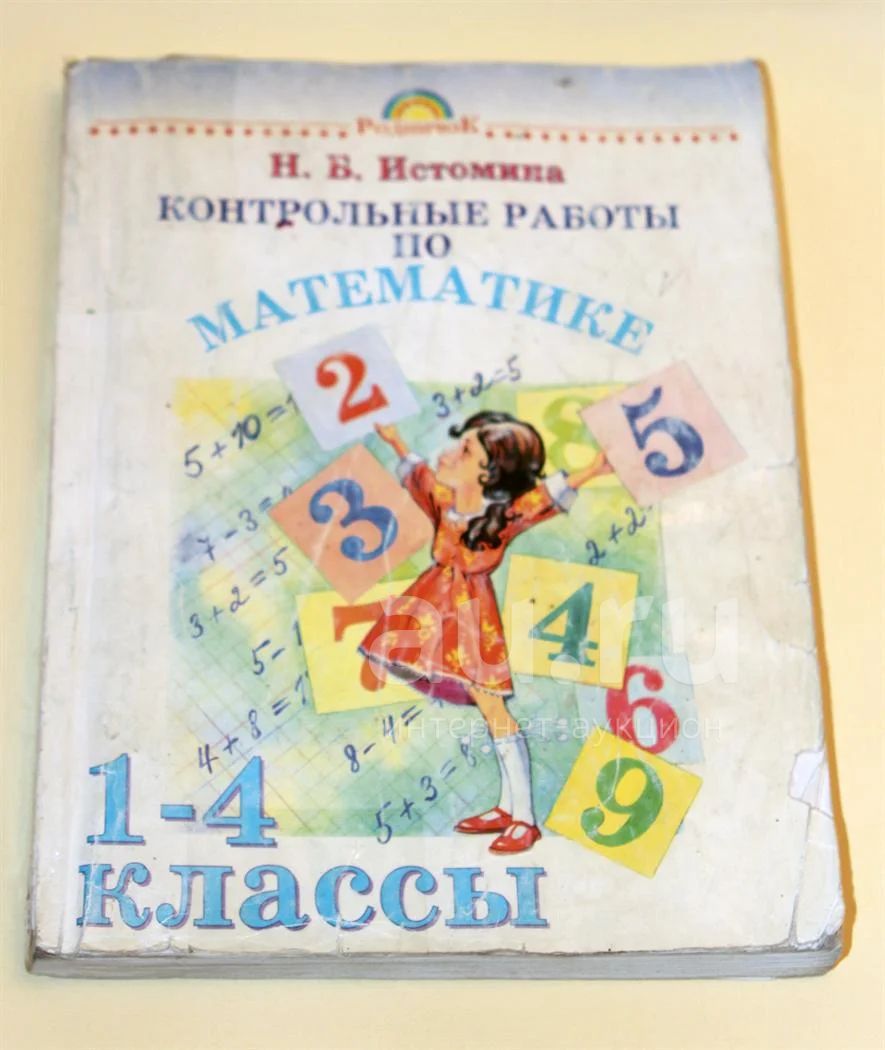 Родничок
Н. Б. Истомина
КОНТРОЛЬНЫЕ РАБОТЫ
ПО
МАТЕМАТИКЕ
2
3+2=5
5+10=1
8
5
3
7-3=
2+2=
3+2=5
7
4
5-1
6
4+8=
8-4=
9
5+3=8
au.ru
интернет-аукцион
1-4
классы